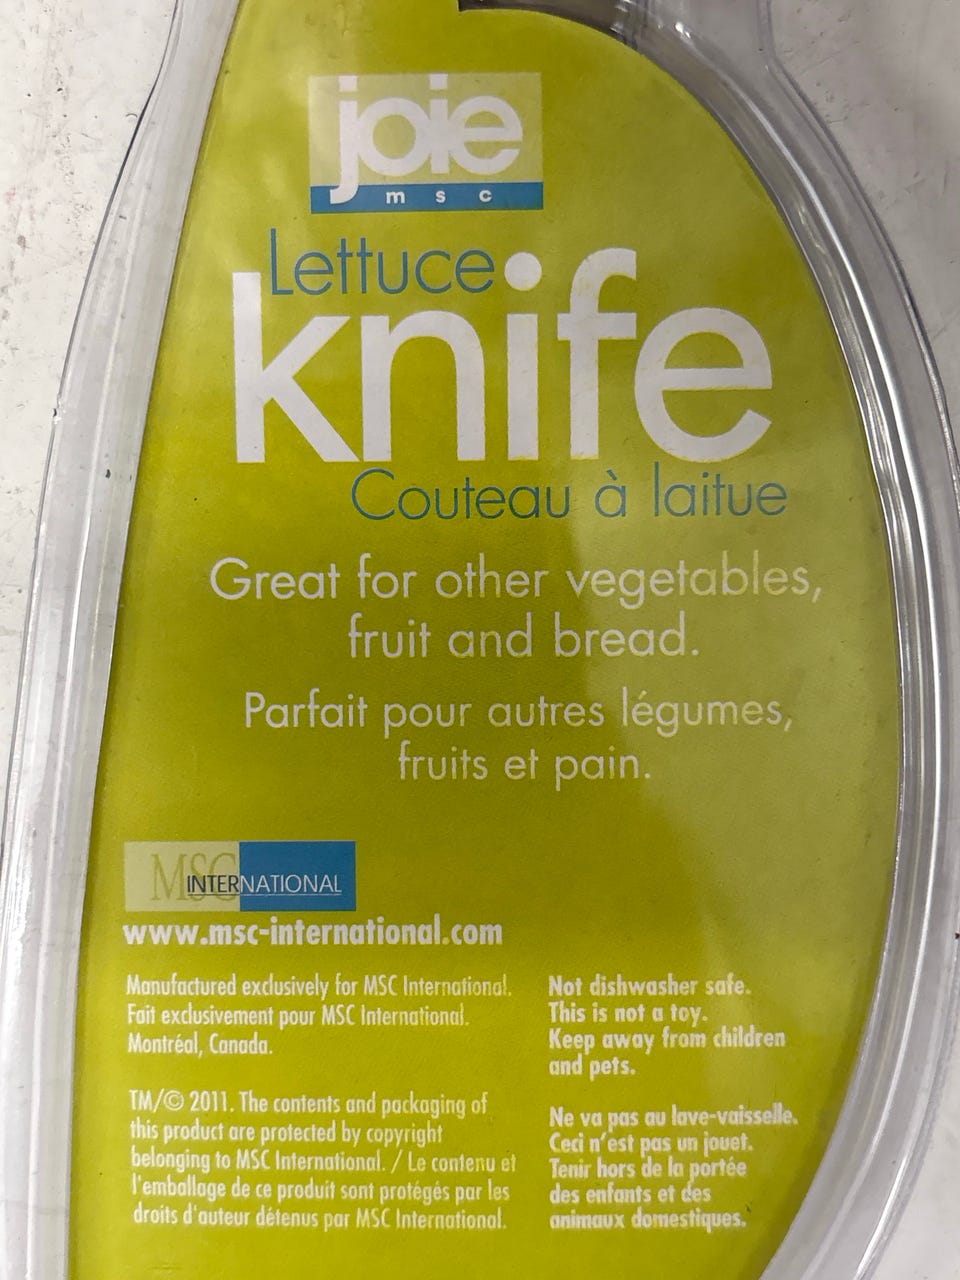 joie
msc
Lettuce
knife
Couteau à laitue
Great for other vegetables,
fruit and bread.
Parfait pour autres légumes,
fruits et pain.
MSC
INTERNATIONAL
www.msc-international.com
Manufactured exclusively for MSC International.
Fait exclusivement pour MSC International.
Montréal, Canada.
TM/© 2011. The contents and packaging of
this product are protected by copyright
belonging to MSC International. / Le contenu et
l'emballage de ce produit sont protégés par les
droits d'auteur détenus par MSC International.
Not dishwasher safe.
This is not a toy.
Keep away from children
and pets.
Ne va pas au lave-vaisselle.
Ceci n'est pas un jouet.
Tenir hors de la portée
des enfants et des
animaux domestiques.